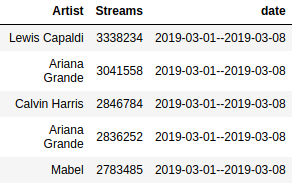 Artist Streams date
Lewis Capaldi 3338234 2019-03-01--2019-03-08
Ariana
Grande 3041558 2019-03-01--2019-03-08
Calvin Harris 2846784 2019-03-01--2019-03-08
Ariana
Grande 2836252 2019-03-01--2019-03-08
Mabel 2783485 2019-03-01--2019-03-08